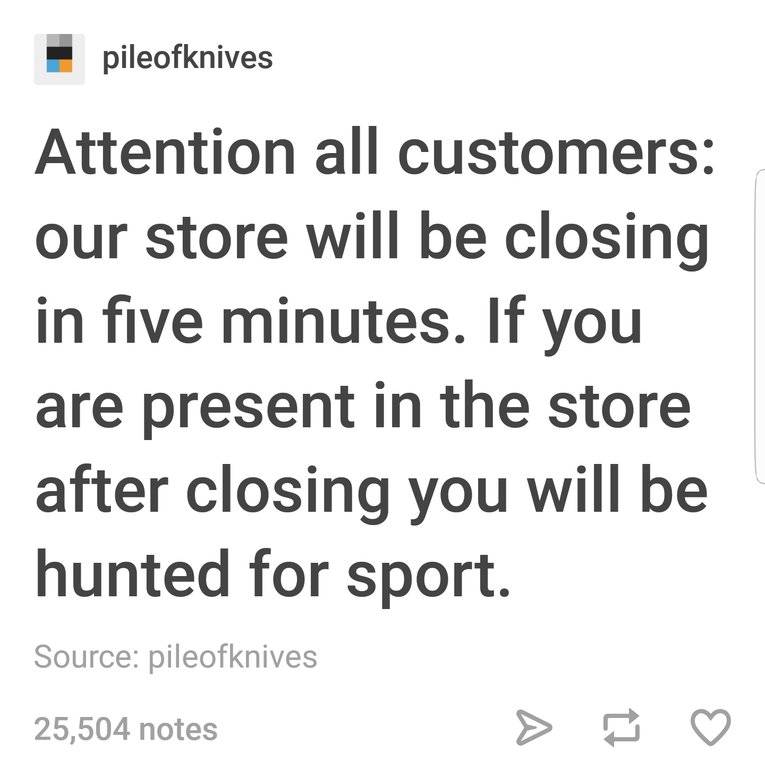 pileofknives
Attention all customers:
our store will be closing
in five minutes. If you
are present in the store
after closing you will be
hunted for sport.
Source: pileofknives
25,504 notes